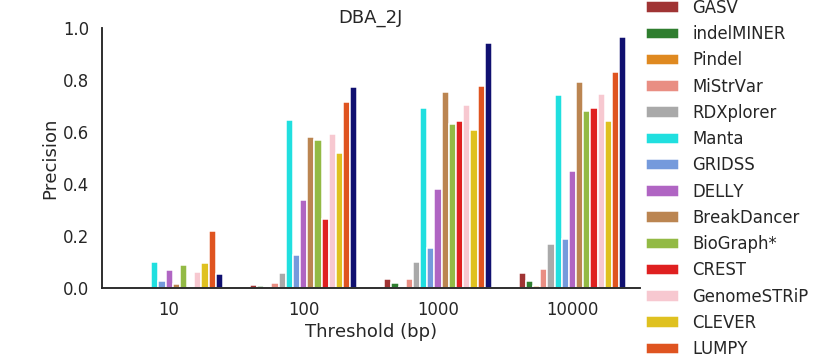 DBA_2J
1.0
0.8
0.6
0.4
0.2
0.0
Precision
10 100 1000 10000
Threshold (bp)
GASV
indelMINER
Pindel
MiStrVar
RDXplorer
Manta
GRIDSS
DELLY
BreakDancer
BioGraph*
CREST
GenomeSTRiP
CLEVER
LUMPY